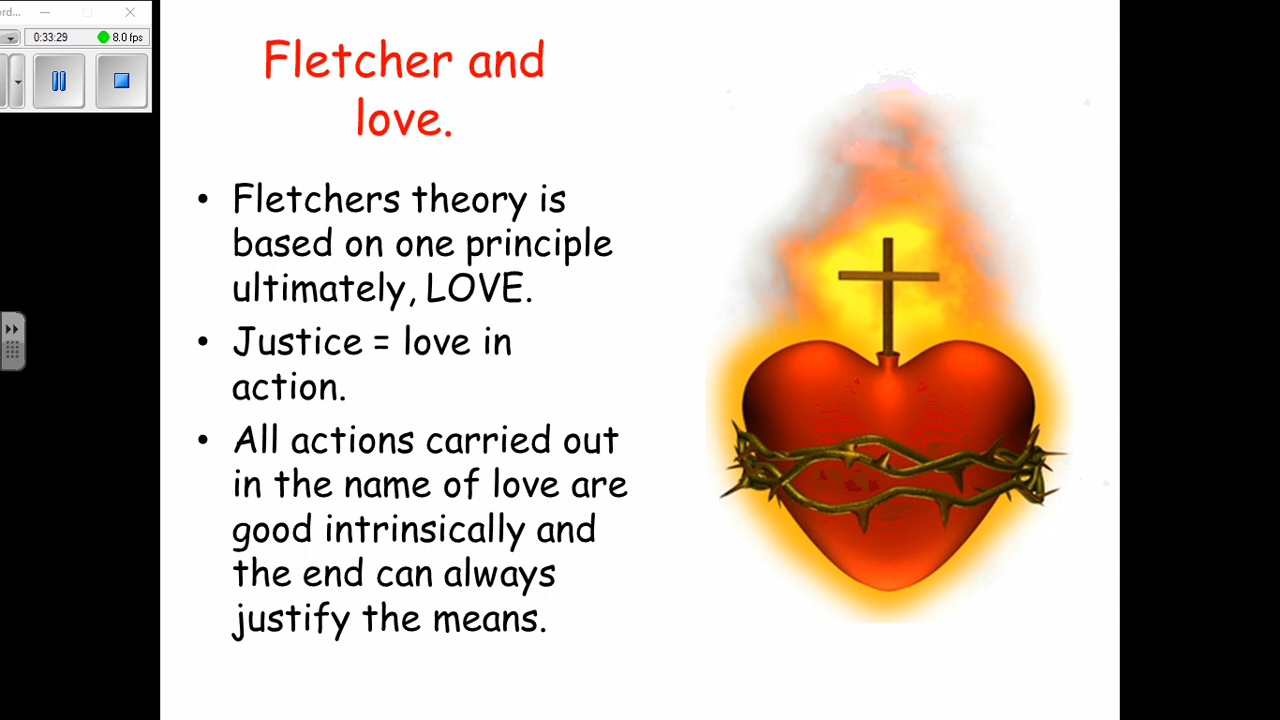 ord...
0:33:29
8.0 fps
Fletcher and
love.
• Fletchers theory is
based on one principle
ultimately, LOVE.
• Justice = love in
action.
• All actions carried out
in the name of love are
good intrinsically and
the end can always
justify the means.